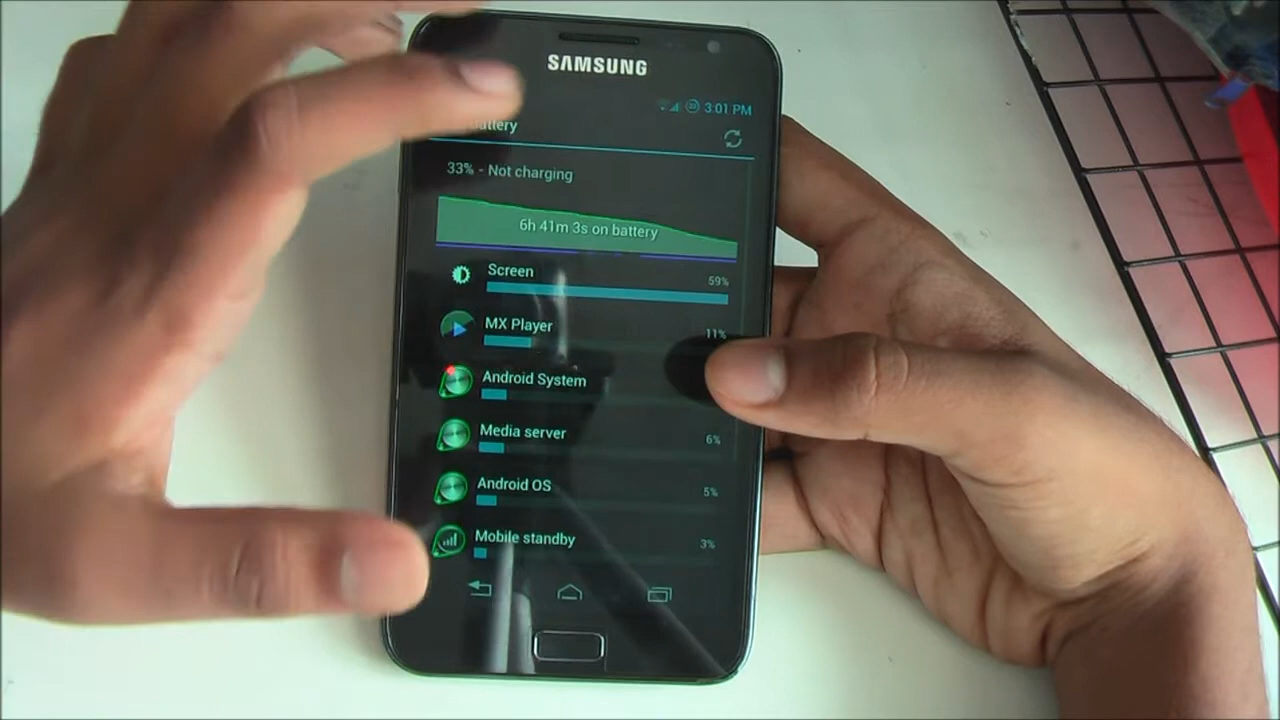 SAMSUNG
3:01 PM
33% - Not charging
6h 41m 3s on battery
Screen
59%
MX Player
11%
Android System
Media server
6%
Android OS
5%
Mobile standby
3%